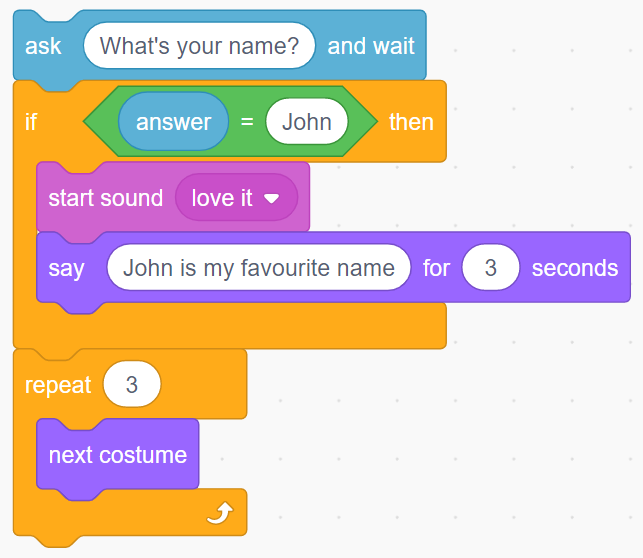 ask What's your name? and wait
if answer = John then
start sound love it
say John is my favourite name for 3 seconds
repeat 3
next costume